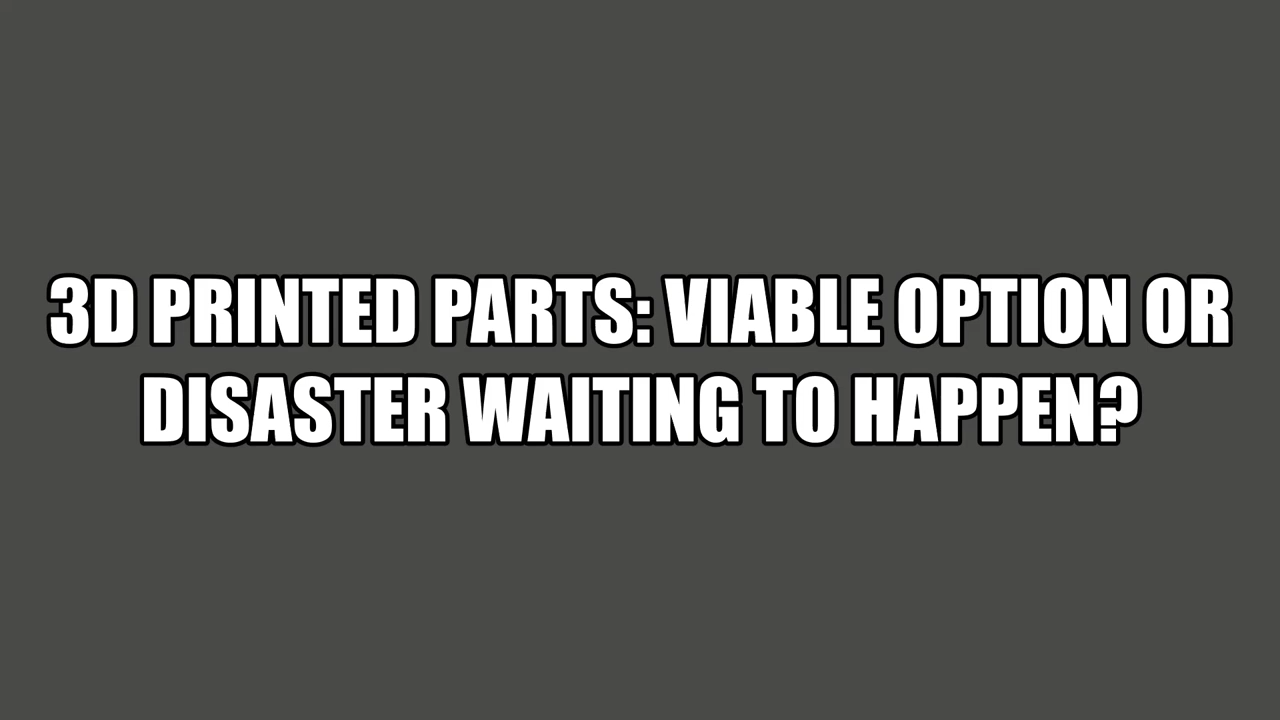 3D PRINTED PARTS: VIABLE OPTION OR
DISASTER WAITING TO HAPPEN?